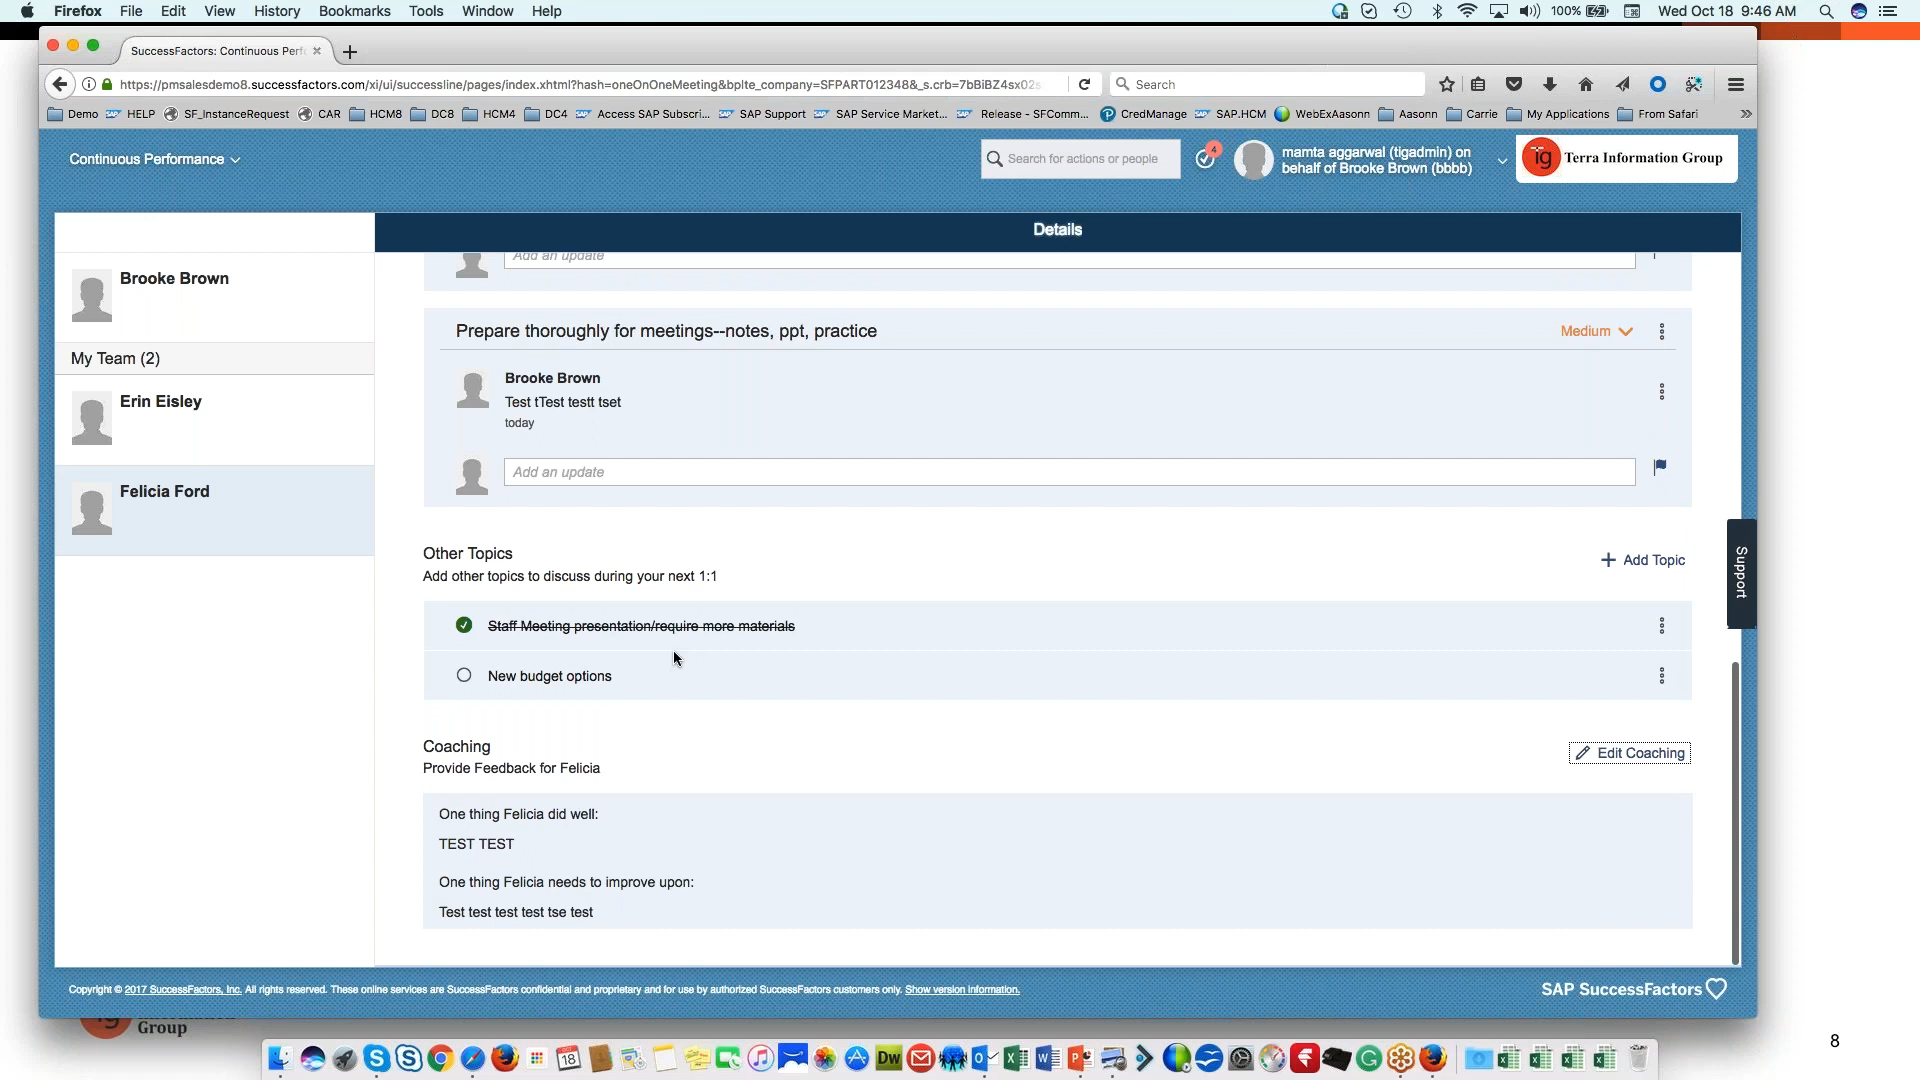 Firefox File Edit View History Bookmarks Tools Window Help 100% Wed Oct 18 9:46 AM
SuccessFactors: Continuous Perf
https://pmsalesdemo8.successfactors.com/xi/ui/successline/pages/index.xhtml?hash=oneOnOneMeeting&bplte_company=SFPART012348&_s.crb=7bBiBZ4sx02s
Search
Demo HELP SF_InstanceRequest CAR HCM8 DC8 HCM4 DC4 Access SAP Subscri... SAP Support SAP Service Market... Release - SFComm... CredManage SAP.HCM WebExAasonn Aasonn Carrie My Applications From Safari
Continuous Performance
Search for actions or people
4
mamta aggarwal (tigadmin) on
behalf of Brooke Brown (bbbb)
tig Terra Information Group
Details
Brooke Brown
My Team (2)
Erin Eisley
Felicia Ford
Add an update
Prepare thoroughly for meetings--notes, ppt, practice
Medium
Brooke Brown
Test tTest testt tset
today
Add an update
Other Topics
Add other topics to discuss during your next 1:1
+ Add Topic
Staff Meeting presentation/require more materials
New budget options
Coaching
Provide Feedback for Felicia
Edit Coaching
One thing Felicia did well:
TEST TEST
One thing Felicia needs to improve upon:
Test test test test tse test
Support
Copyright © 2017 SuccessFactors, Inc. All rights reserved. These online services are SuccessFactors confidential and proprietary and for use by authorized SuccessFactors customers only. Show version information.
SAP SuccessFactors
Group
18
Dw
8